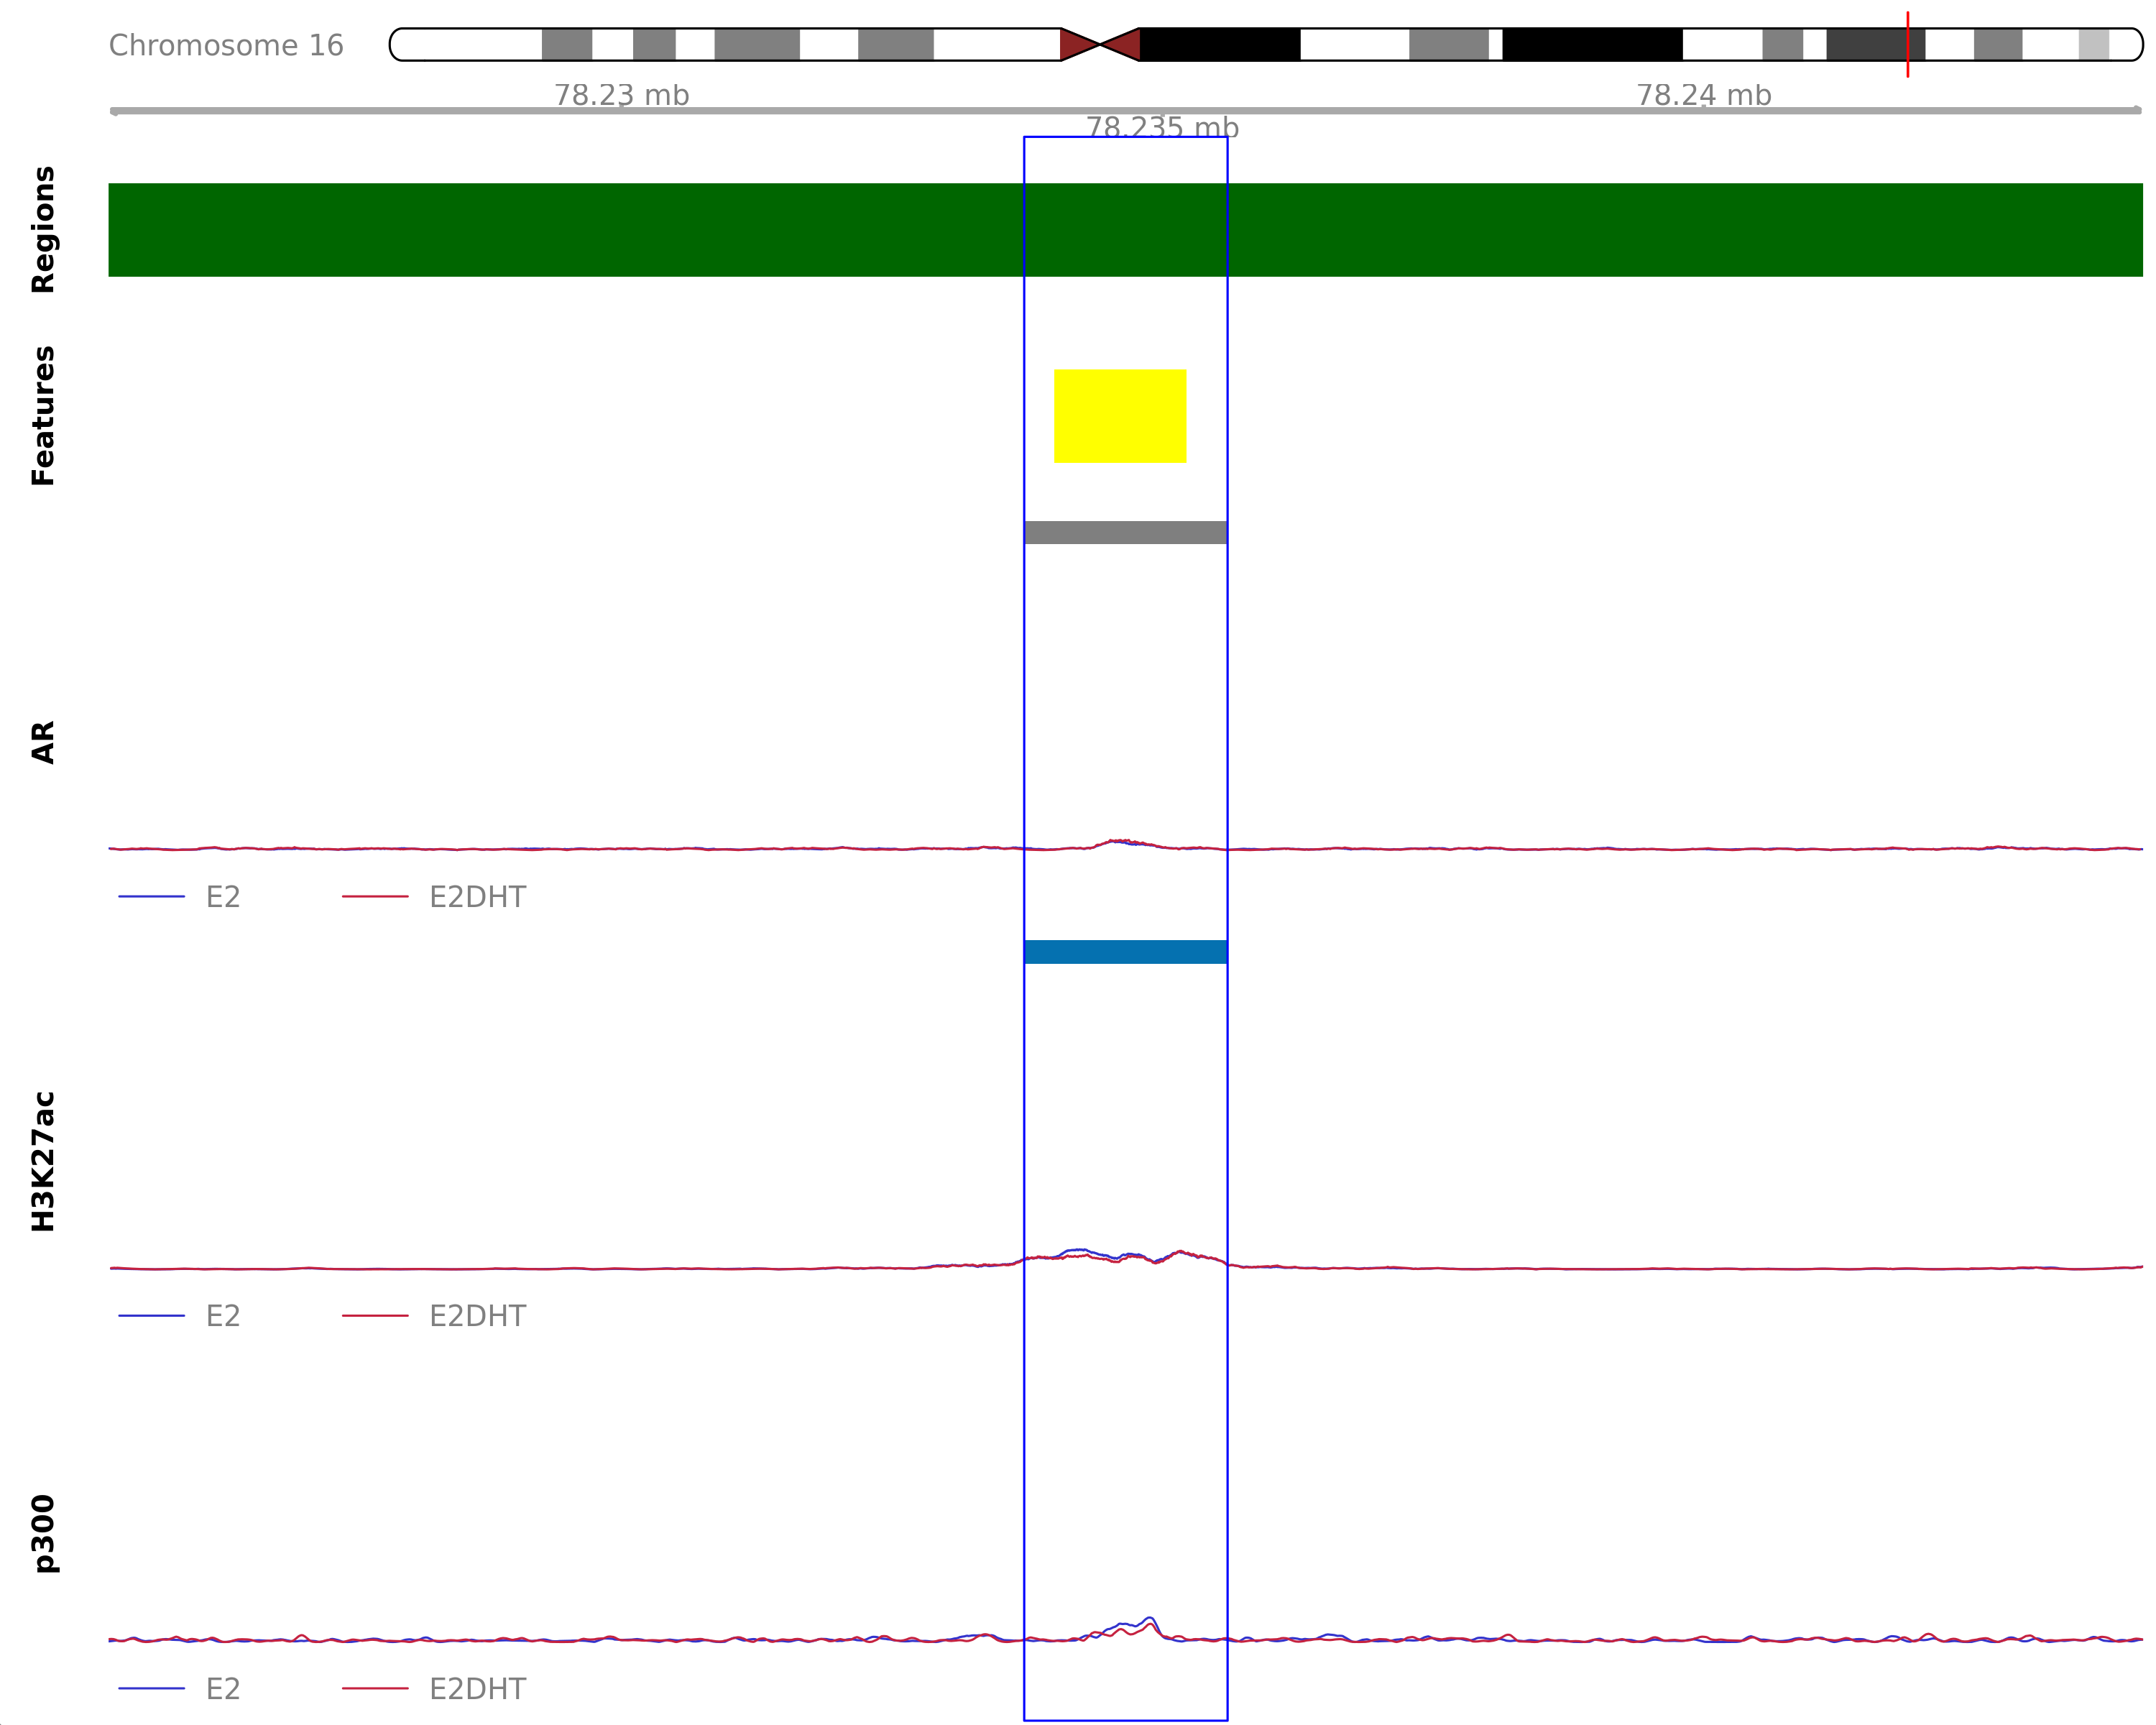 Chromosome 16
78.23 mb
78.24 mb
78.235 mb
Regions
Features
AR
E2 E2DHT
H3K27ac
E2 E2DHT
p300
E2 E2DHT